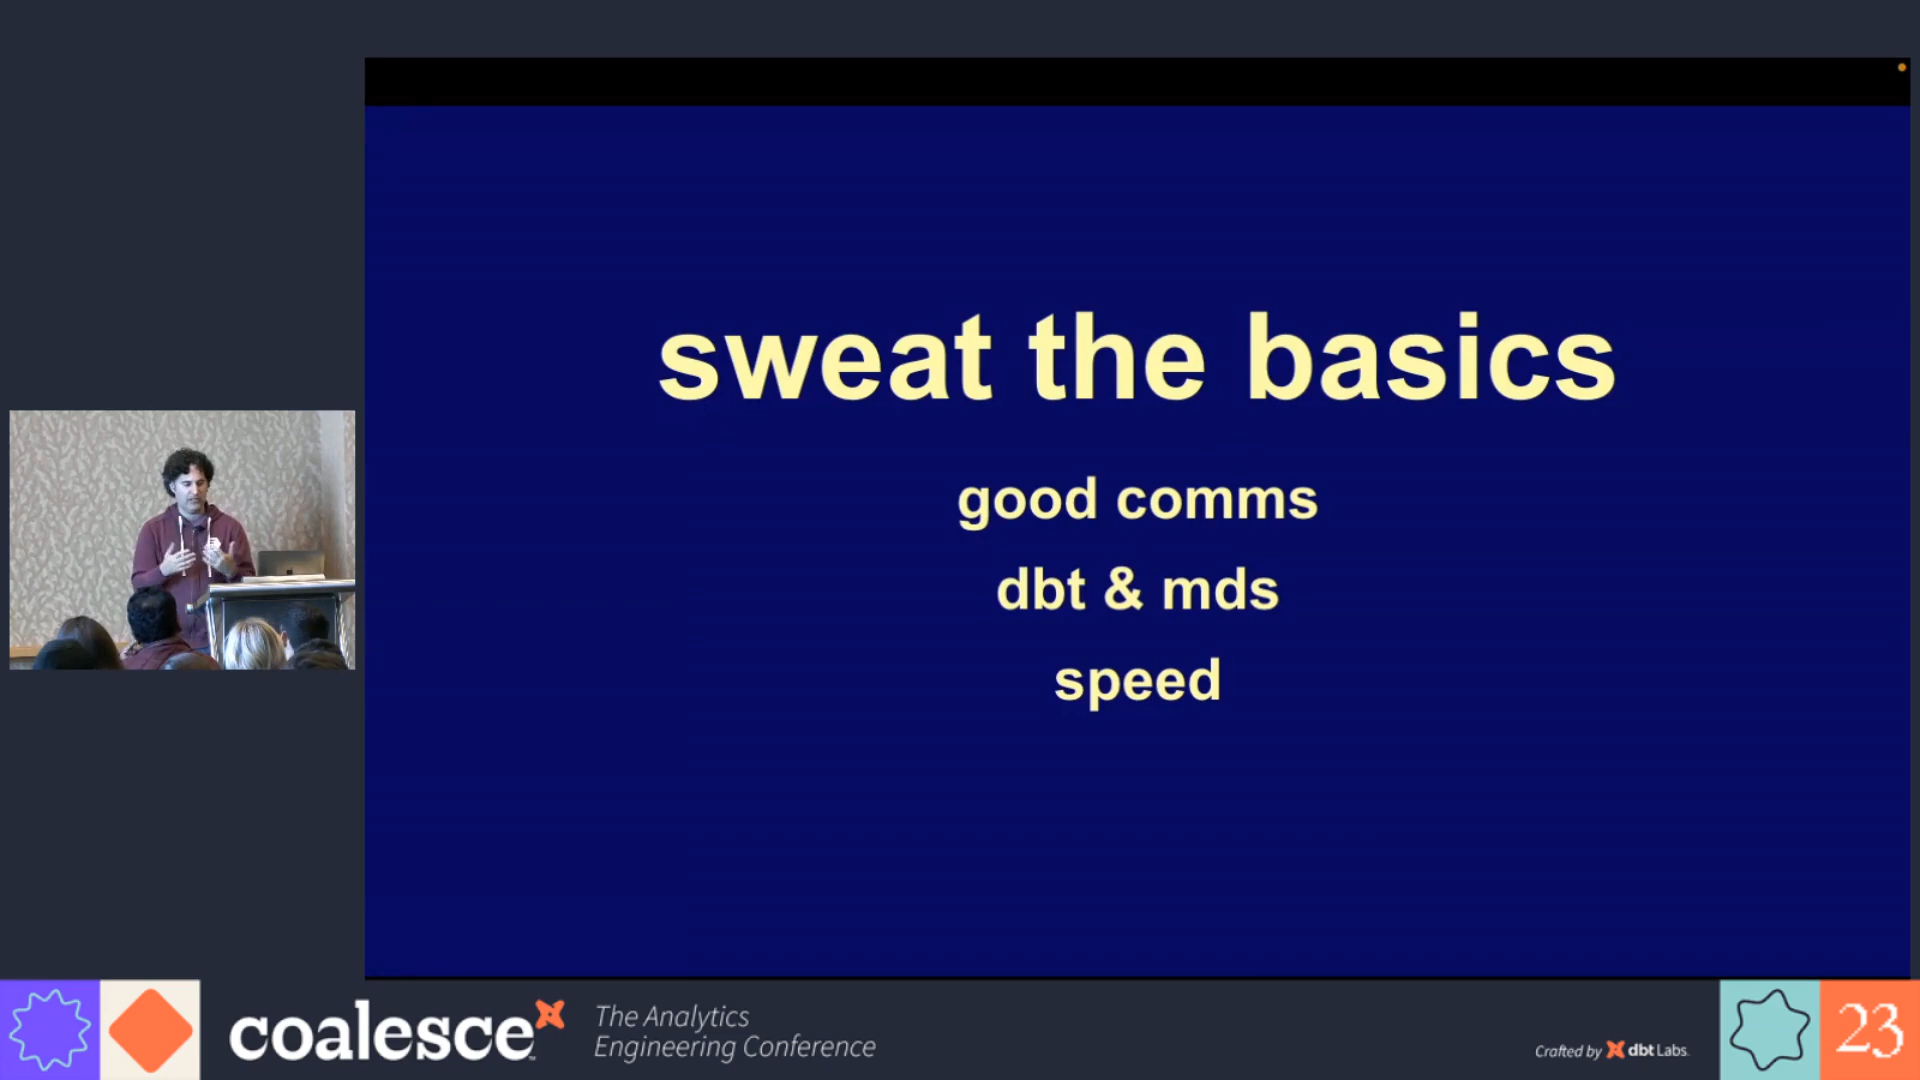 sweat the basics
good comms
dbt & mds
speed
coalesce
The Analytics
Engineering Conference
Crafted by dbt Labs.
23